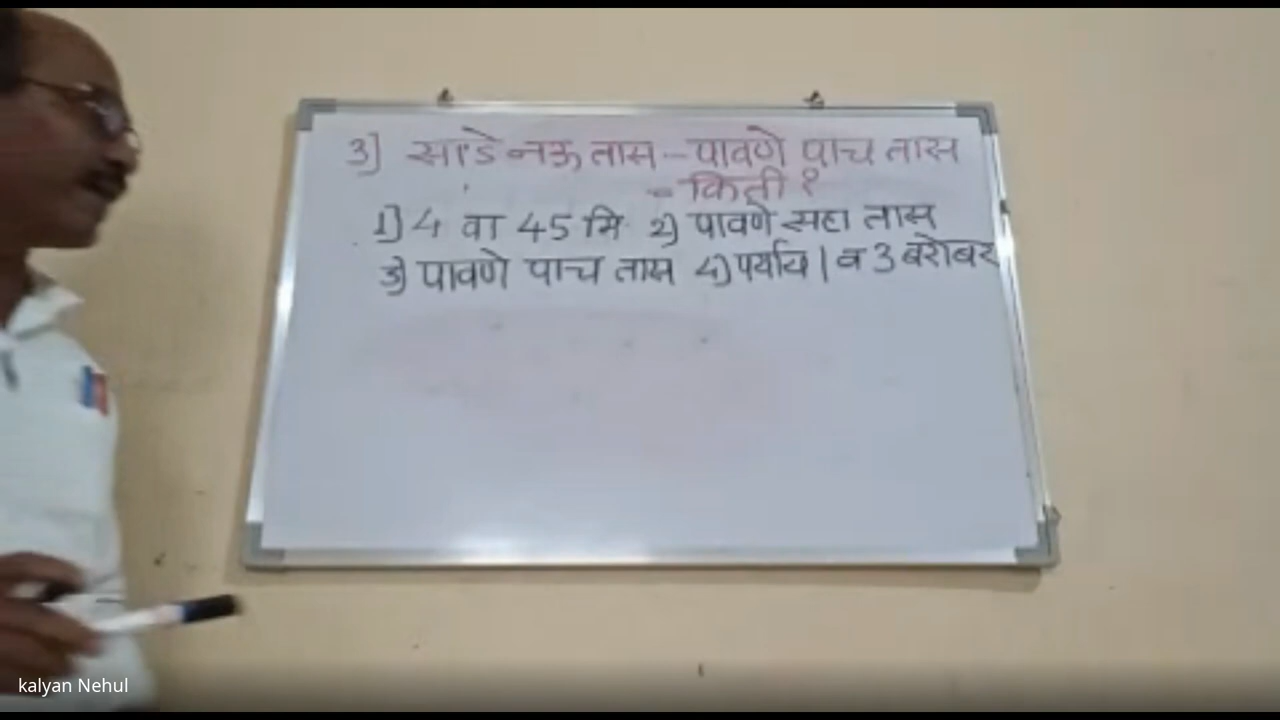 3] साडे नऊ तास - पावणे पाच तास
= किती ?
1] 4 वा 45 मि 2) पावणे सहा तास
3) पावणे पाच तास 4) पर्याय 1 व 3 बरोबर
kalyan Nehul